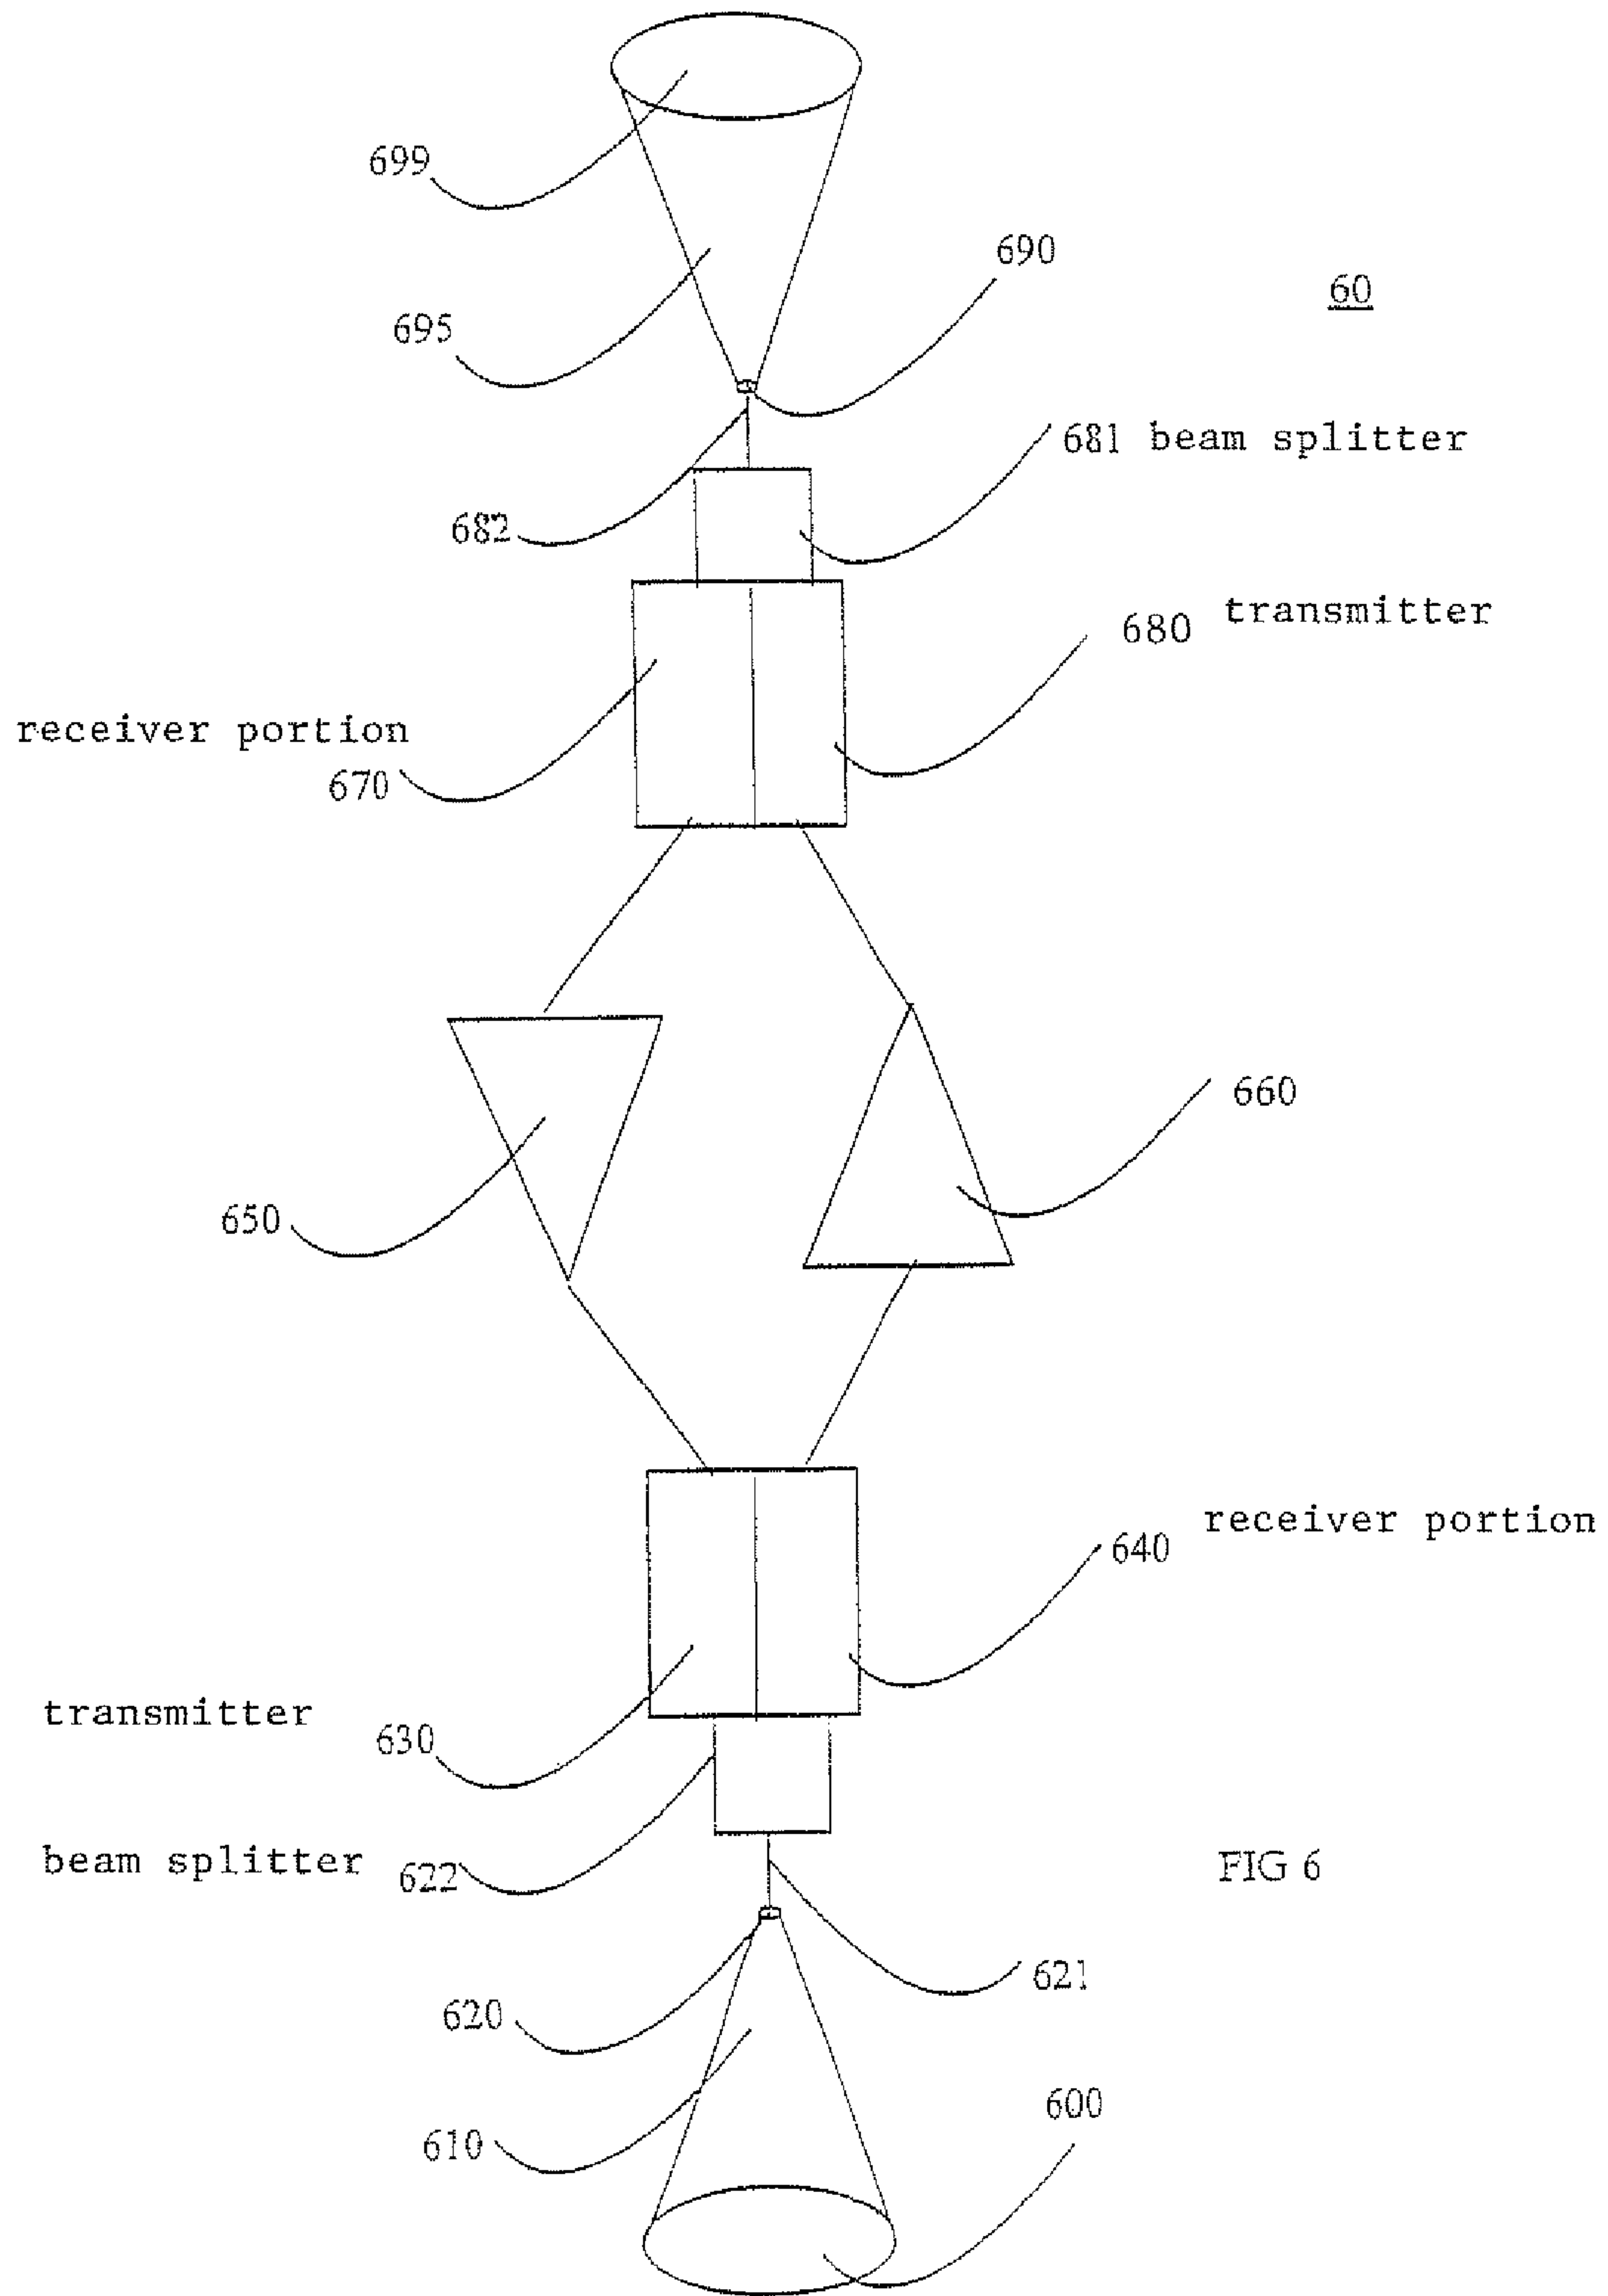 699
690
60
695
681 beam splitter
682
transmitter
680
receiver portion
670
660
650
receiver portion
640
transmitter
630
beam splitter 622
FIG 6
621
620
600
610